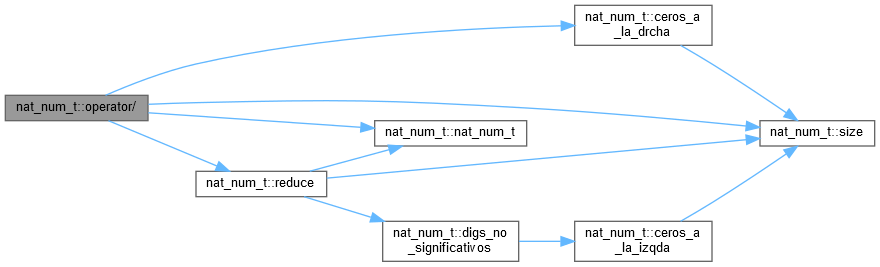 nat_num_t::operator/
nat_num_t::ceros_a
_la_drcha
nat_num_t::nat_num_t
nat_num_t::size
nat_num_t::reduce
nat_num_t::digs_no
_significativos
nat_num_t::ceros_a
_la_izqda